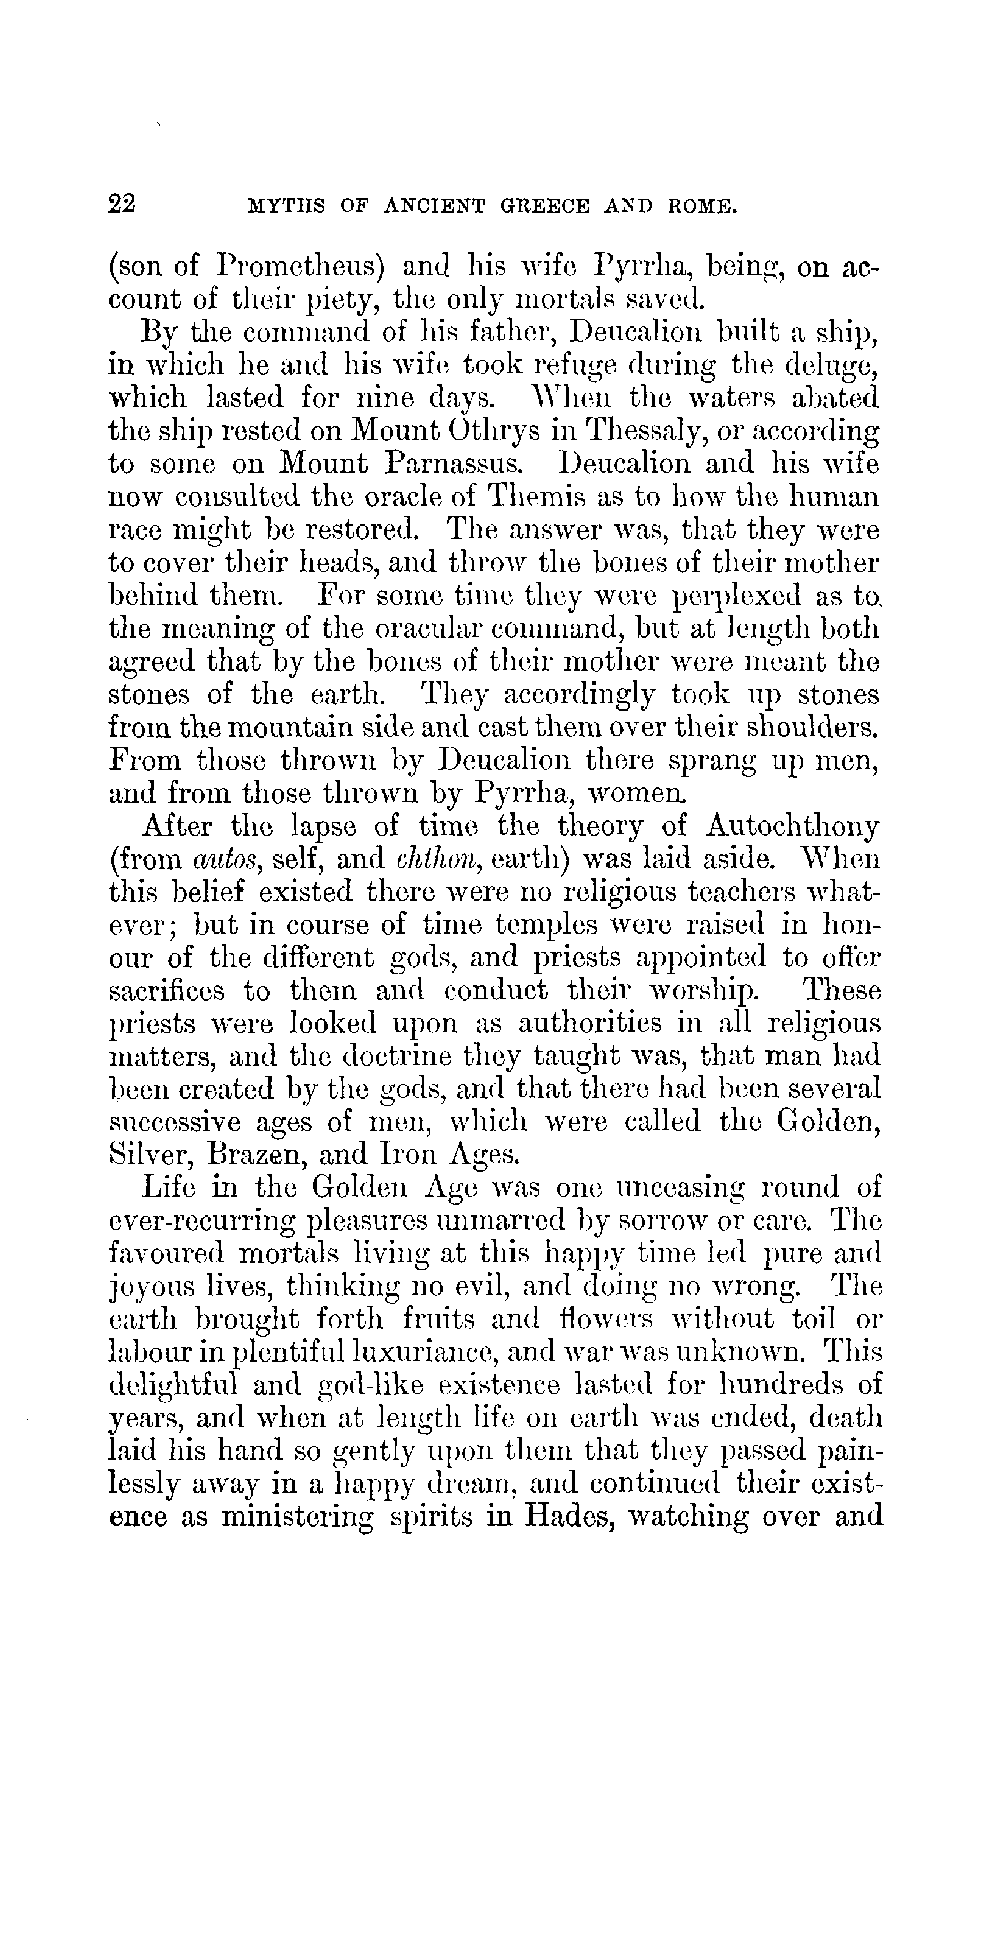 22 MYTHS OF ANCIENT GREECE AND ROME.
(son of Prometheus) and his wife Pyrrha, being, on ac-
count of their piety, the only mortals saved.
By the command of his father, Deucalion built a ship,
in which he and his wife took refuge during the deluge,
which lasted for nine days. When the waters abated
the ship rested on Mount Othrys in Thessaly, or according
to some on Mount Parnassus. Deucalion and his wife
now consulted the oracle of Themis as to how the human
race might be restored. The answer was, that they were
to cover their heads, and throw the bones of their mother
behind them. For some time they were perplexed as to
the meaning of the oracular command, but at length both
agreed that by the bones of their mother were meant the
stones of the earth. They accordingly took up stones
from the mountain side and cast them over their shoulders.
From those thrown by Deucalion there sprang up men,
and from those thrown by Pyrrha, women.
After the lapse of time the theory of Autochthony
(from autos, self, and chthon, earth) was laid aside. When
this belief existed there were no religious teachers what-
ever; but in course of time temples were raised in hon-
our of the different gods, and priests appointed to offer
sacrifices to them and conduct their worship. These
priests were looked upon as authorities in all religious
matters, and the doctrine they taught was, that man had
been created by the gods, and that there had been several
successive ages of men, which were called the Golden,
Silver, Brazen, and Iron Ages.
Life in the Golden Age was one unceasing round of
ever-recurring pleasures unmarred by sorrow or care. The
favoured mortals living at this happy time led pure and
joyous lives, thinking no evil, and doing no wrong. The
earth brought forth fruits and flowers without toil or
labour in plentiful luxuriance, and war was unknown. This
delightful and god-like existence lasted for hundreds of
years, and when at length life on earth was ended, death
laid his hand so gently upon them that they passed pain-
lessly away in a happy dream, and continued their exist-
ence as ministering spirits in Hades, watching over and